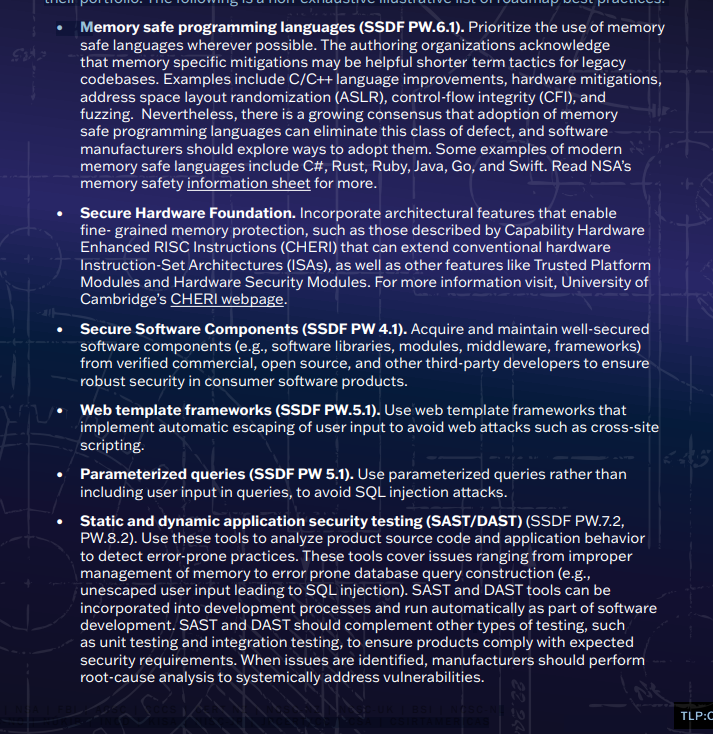 their portfolio. The following is a non-exhaustive illustrative list of roadmap best practices:
• Memory safe programming languages (SSDF PW.6.1). Prioritize the use of memory
safe languages wherever possible. The authoring organizations acknowledge
that memory specific mitigations may be helpful shorter term tactics for legacy
codebases. Examples include C/C++ language improvements, hardware mitigations,
address space layout randomization (ASLR), control-flow integrity (CFI), and
fuzzing. Nevertheless, there is a growing consensus that adoption of memory
safe programming languages can eliminate this class of defect, and software
manufacturers should explore ways to adopt them. Some examples of modern
memory safe languages include C#, Rust, Ruby, Java, Go, and Swift. Read NSA's
memory safety information sheet for more.
• Secure Hardware Foundation. Incorporate architectural features that enable
fine- grained memory protection, such as those described by Capability Hardware
Enhanced RISC Instructions (CHERI) that can extend conventional hardware
Instruction-Set Architectures (ISAs), as well as other features like Trusted Platform
Modules and Hardware Security Modules. For more information visit, University of
Cambridge's CHERI webpage.
• Secure Software Components (SSDF PW 4.1). Acquire and maintain well-secured
software components (e.g., software libraries, modules, middleware, frameworks)
from verified commercial, open source, and other third-party developers to ensure
robust security in consumer software products.
• Web template frameworks (SSDF PW.5.1). Use web template frameworks that
implement automatic escaping of user input to avoid web attacks such as cross-site
scripting.
• Parameterized queries (SSDF PW 5.1). Use parameterized queries rather than
including user input in queries, to avoid SQL injection attacks.
• Static and dynamic application security testing (SAST/DAST) (SSDF PW.7.2,
PW.8.2). Use these tools to analyze product source code and application behavior
to detect error-prone practices. These tools cover issues ranging from improper
management of memory to error prone database query construction (e.g.,
unescaped user input leading to SQL injection). SAST and DAST tools can be
incorporated into development processes and run automatically as part of software
development. SAST and DAST should complement other types of testing, such
as unit testing and integration testing, to ensure products comply with expected
security requirements. When issues are identified, manufacturers should perform
root-cause analysis to systemically address vulnerabilities.